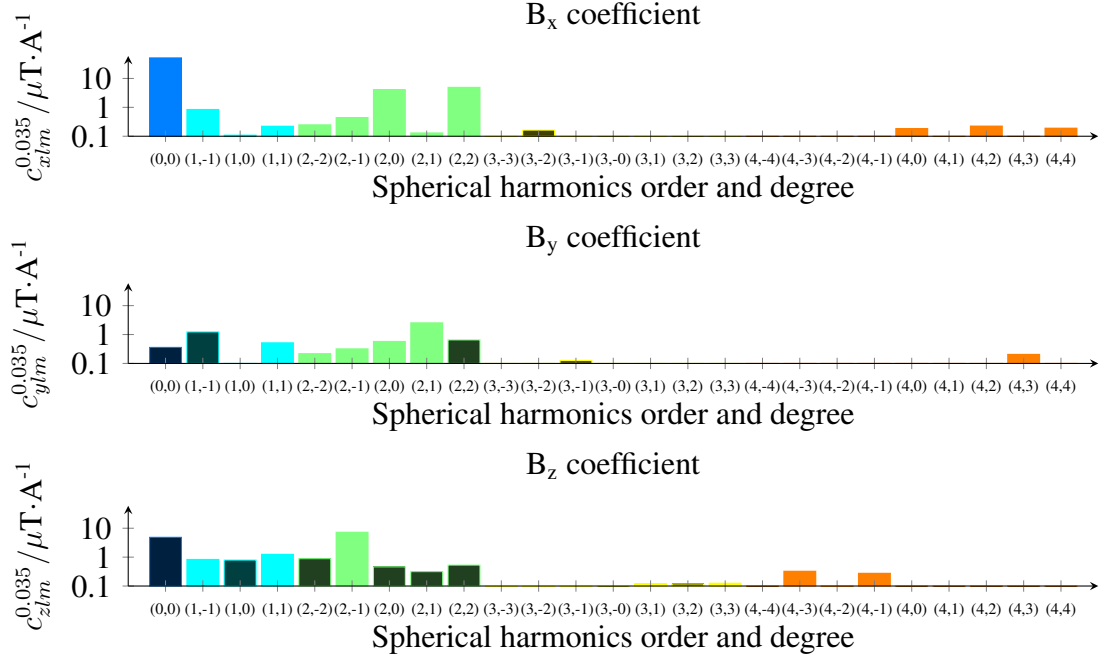 B_x coefficient
c_{xlm}^{0.035} / μT·A^{-1}
10
1
0.1
(0,0) (1,-1) (1,0) (1,1) (2,-2) (2,-1) (2,0) (2,1) (2,2) (3,-3) (3,-2) (3,-1) (3,-0) (3,1) (3,2) (3,3) (4,-4) (4,-3) (4,-2) (4,-1) (4,0) (4,1) (4,2) (4,3) (4,4)
Spherical harmonics order and degree
B_y coefficient
c_{ylm}^{0.035} / μT·A^{-1}
10
1
0.1
(0,0) (1,-1) (1,0) (1,1) (2,-2) (2,-1) (2,0) (2,1) (2,2) (3,-3) (3,-2) (3,-1) (3,-0) (3,1) (3,2) (3,3) (4,-4) (4,-3) (4,-2) (4,-1) (4,0) (4,1) (4,2) (4,3) (4,4)
Spherical harmonics order and degree
B_z coefficient
c_{zlm}^{0.035} / μT·A^{-1}
10
1
0.1
(0,0) (1,-1) (1,0) (1,1) (2,-2) (2,-1) (2,0) (2,1) (2,2) (3,-3) (3,-2) (3,-1) (3,-0) (3,1) (3,2) (3,3) (4,-4) (4,-3) (4,-2) (4,-1) (4,0) (4,1) (4,2) (4,3) (4,4)
Spherical harmonics order and degree